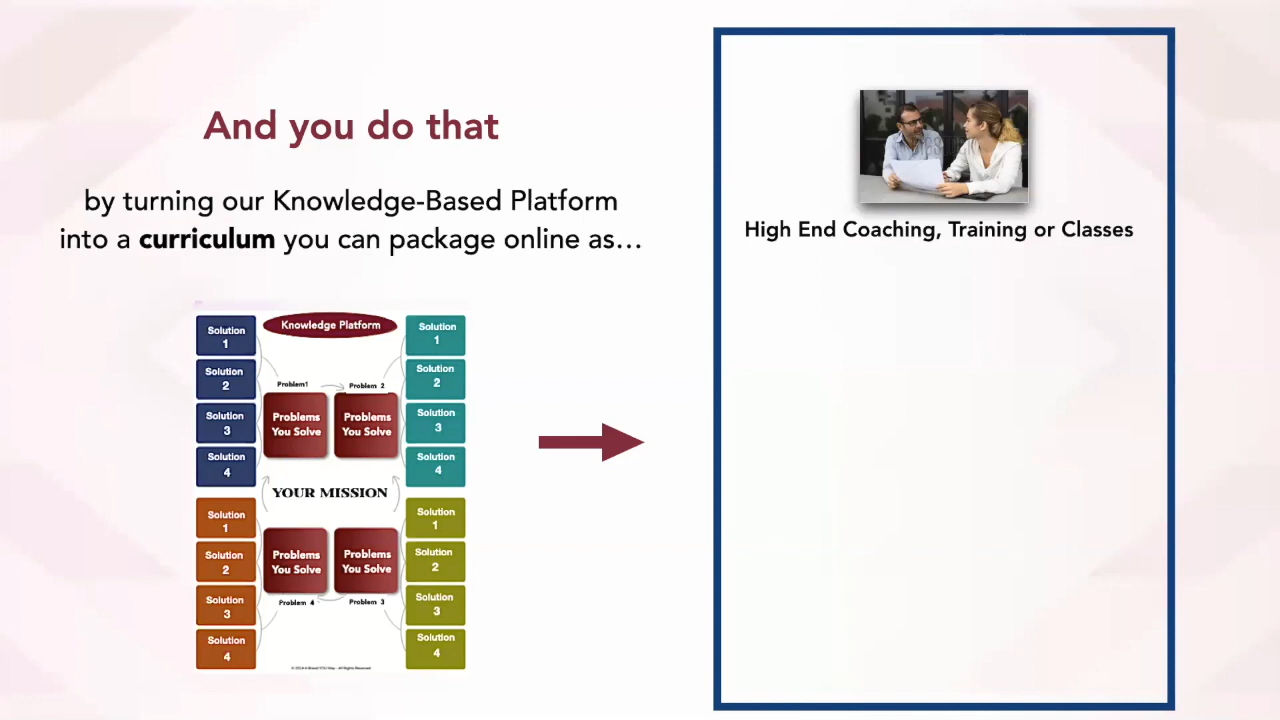 And you do that
by turning our Knowledge-Based Platform
into a curriculum you can package online as...
Knowledge Platform
Solution
1
Solution
2
Solution
3
Solution
4
Solution
1
Solution
2
Solution
3
Solution
4
Problem1
Problem 2
Problems
You Solve
Problems
You Solve
YOUR MISSION
Solution
1
Solution
2
Solution
3
Solution
4
Problems
You Solve
Problems
You Solve
Problem 4
Problem 3
Solution
1
Solution
2
Solution
3
Solution
4
High End Coaching, Training or Classes